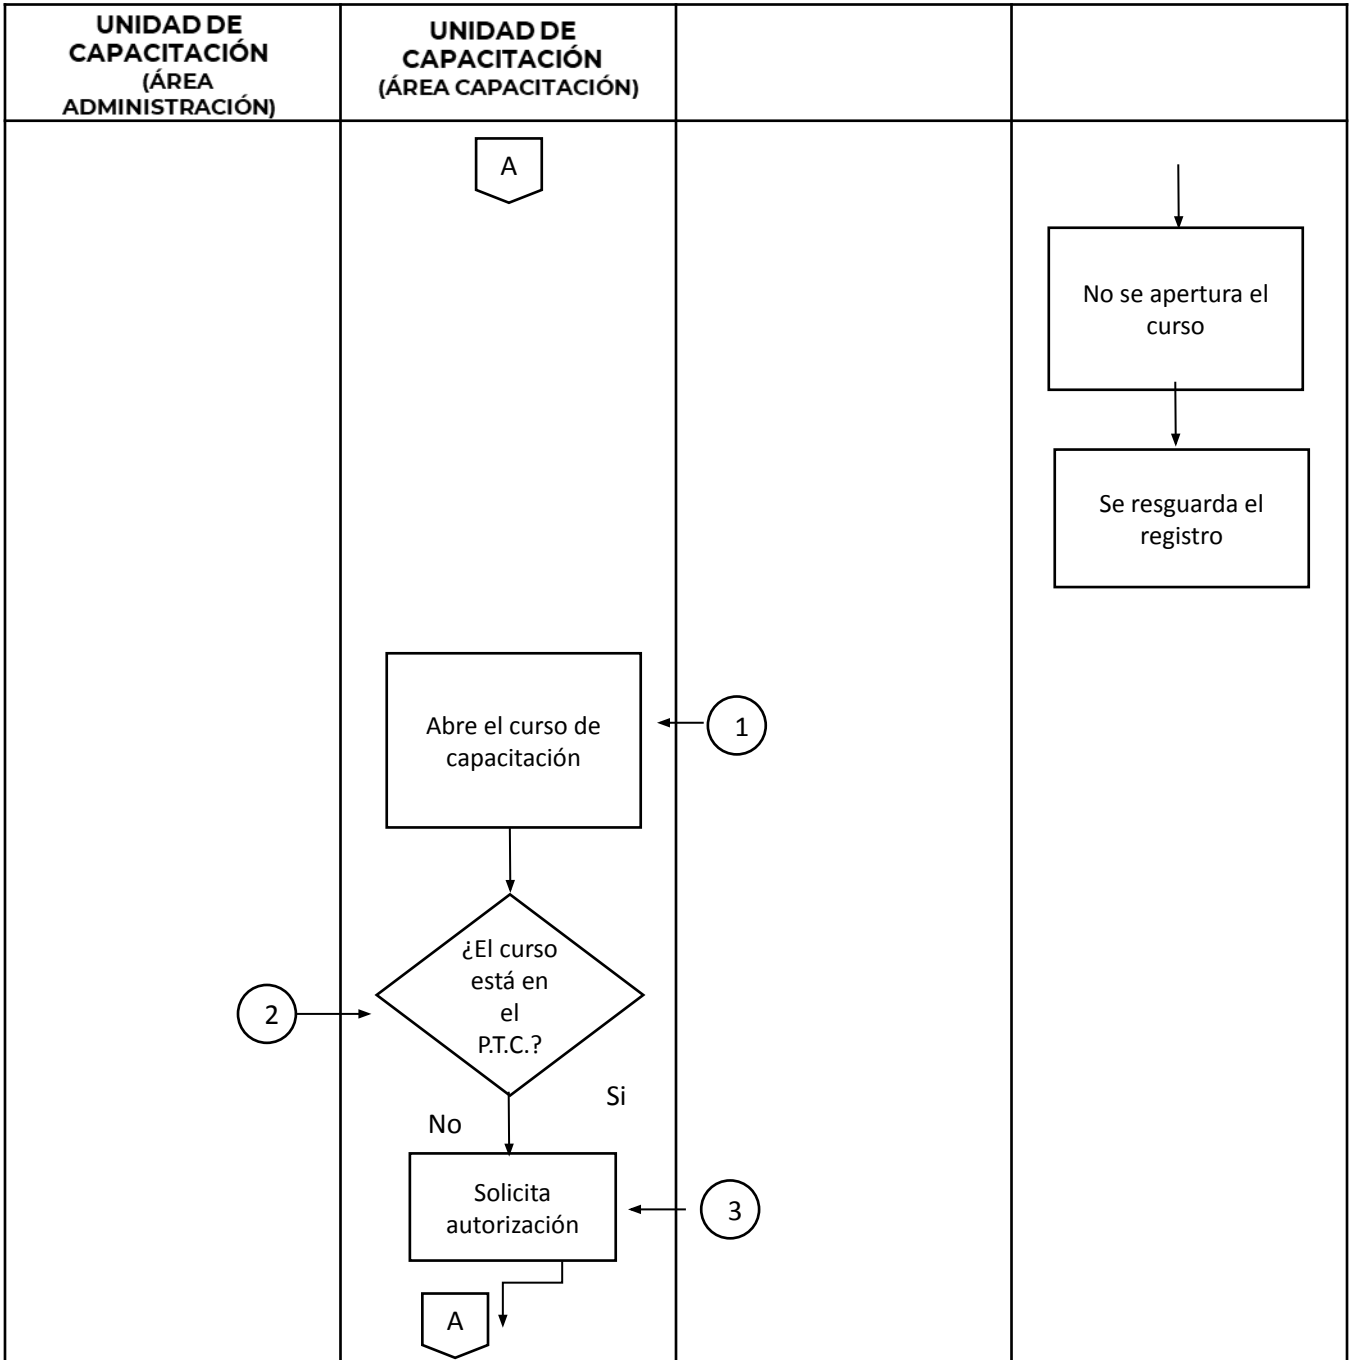 UNIDAD DE
CAPACITACIÓN
(ÁREA
ADMINISTRACIÓN)
UNIDAD DE
CAPACITACIÓN
(ÁREA CAPACITACIÓN)
A
No se apertura el
curso
Se resguarda el
registro
Abre el curso de
capacitación
1
¿El curso
está en
el
P.T.C.?
2
Si
No
Solicita
autorización
3
A